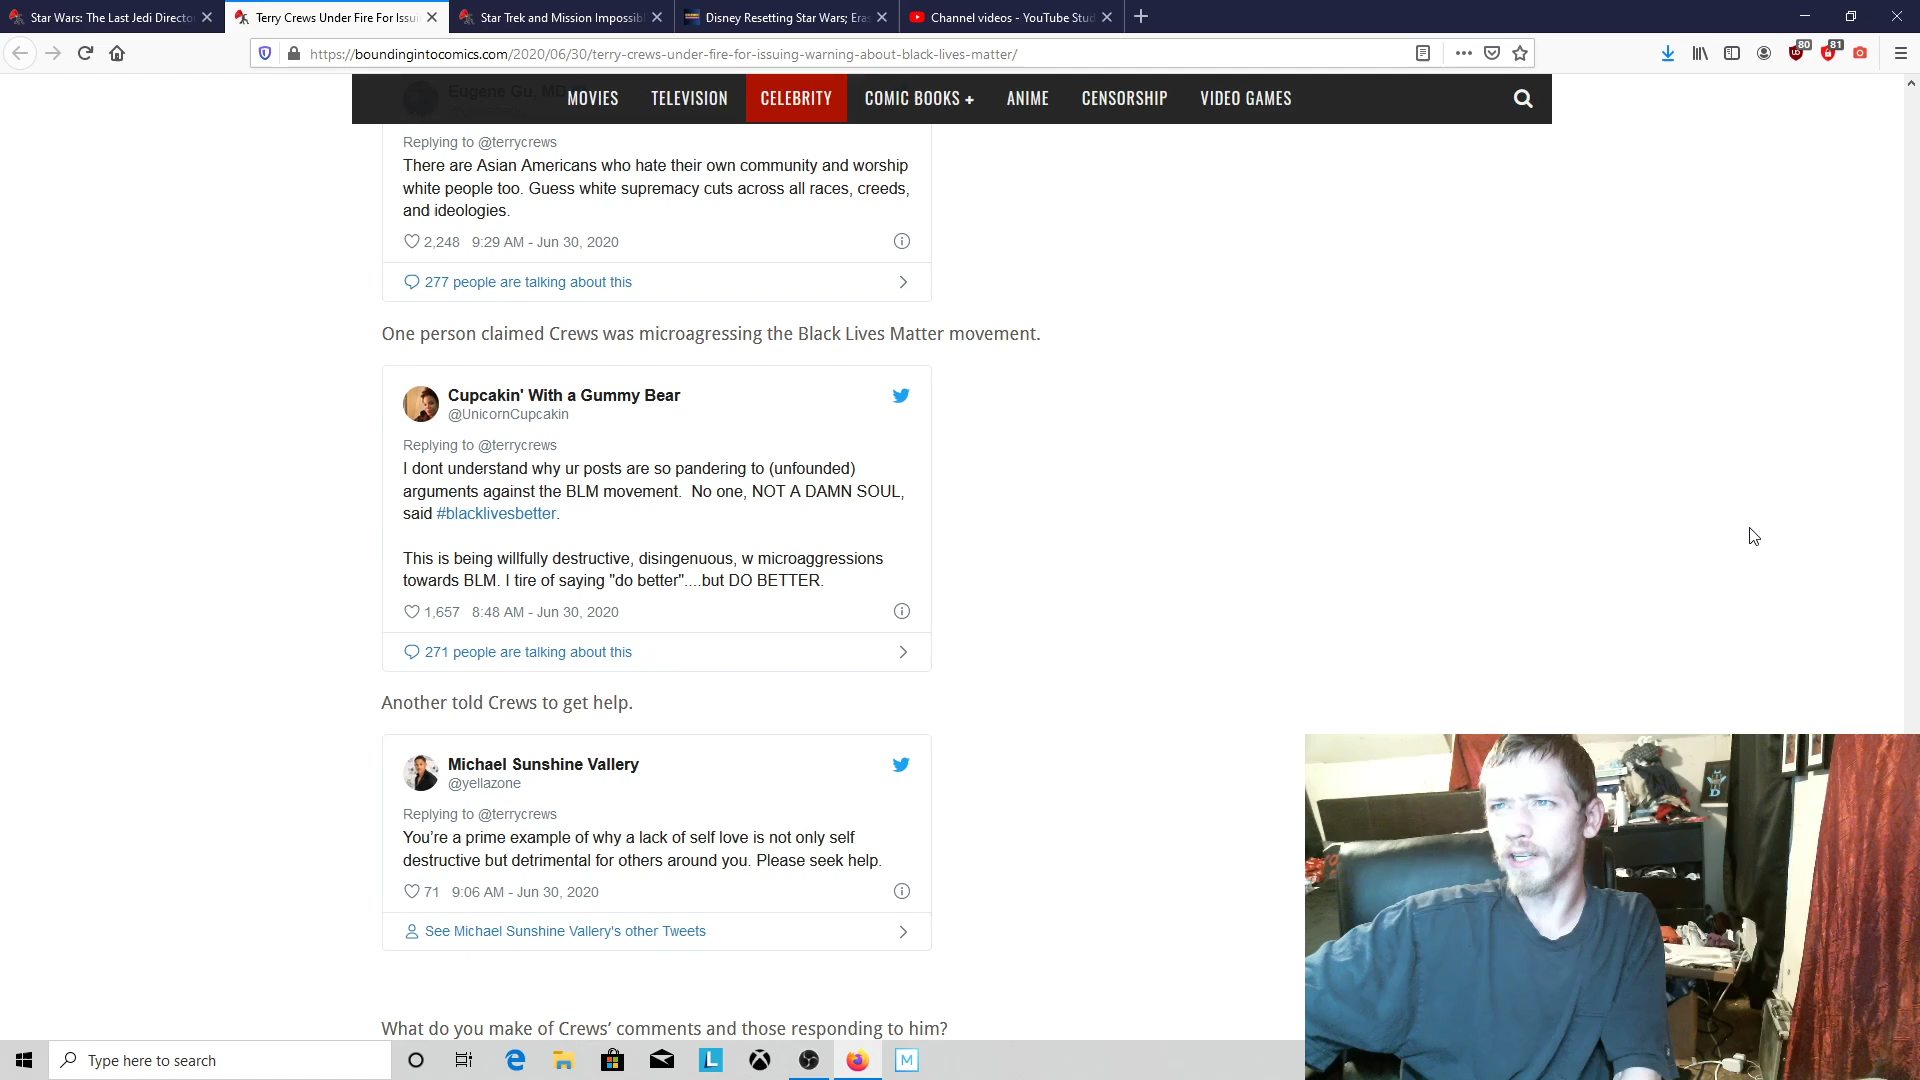 Star Wars: The Last Jedi Directo
Terry Crews Under Fire For Issui
Star Trek and Mission Impossib
Disney Resetting Star Wars; Era
Channel videos - YouTube Stud
https://boundingintocomics.com/2020/06/30/terry-crews-under-fire-for-issuing-warning-about-black-lives-matter/
80
81
Eugene Gu, MD
MOVIES
TELEVISION
CELEBRITY
COMIC BOOKS +
ANIME
CENSORSHIP
VIDEO GAMES
Replying to @terrycrews
There are Asian Americans who hate their own community and worship
white people too. Guess white supremacy cuts across all races, creeds,
and ideologies.
2,248 9:29 AM - Jun 30, 2020
277 people are talking about this
One person claimed Crews was microagressing the Black Lives Matter movement.
Cupcakin' With a Gummy Bear
@UnicornCupcakin
Replying to @terrycrews
I dont understand why ur posts are so pandering to (unfounded)
arguments against the BLM movement.  No one, NOT A DAMN SOUL,
said #blacklivesbetter.
This is being willfully destructive, disingenuous, w microaggressions
towards BLM. I tire of saying "do better"....but DO BETTER.
1,657 8:48 AM - Jun 30, 2020
271 people are talking about this
Another told Crews to get help.
Michael Sunshine Vallery
@yellazone
Replying to @terrycrews
You're a prime example of why a lack of self love is not only self
destructive but detrimental for others around you. Please seek help.
71 9:06 AM - Jun 30, 2020
See Michael Sunshine Vallery's other Tweets
What do you make of Crews' comments and those responding to him?
Type here to search
L
M